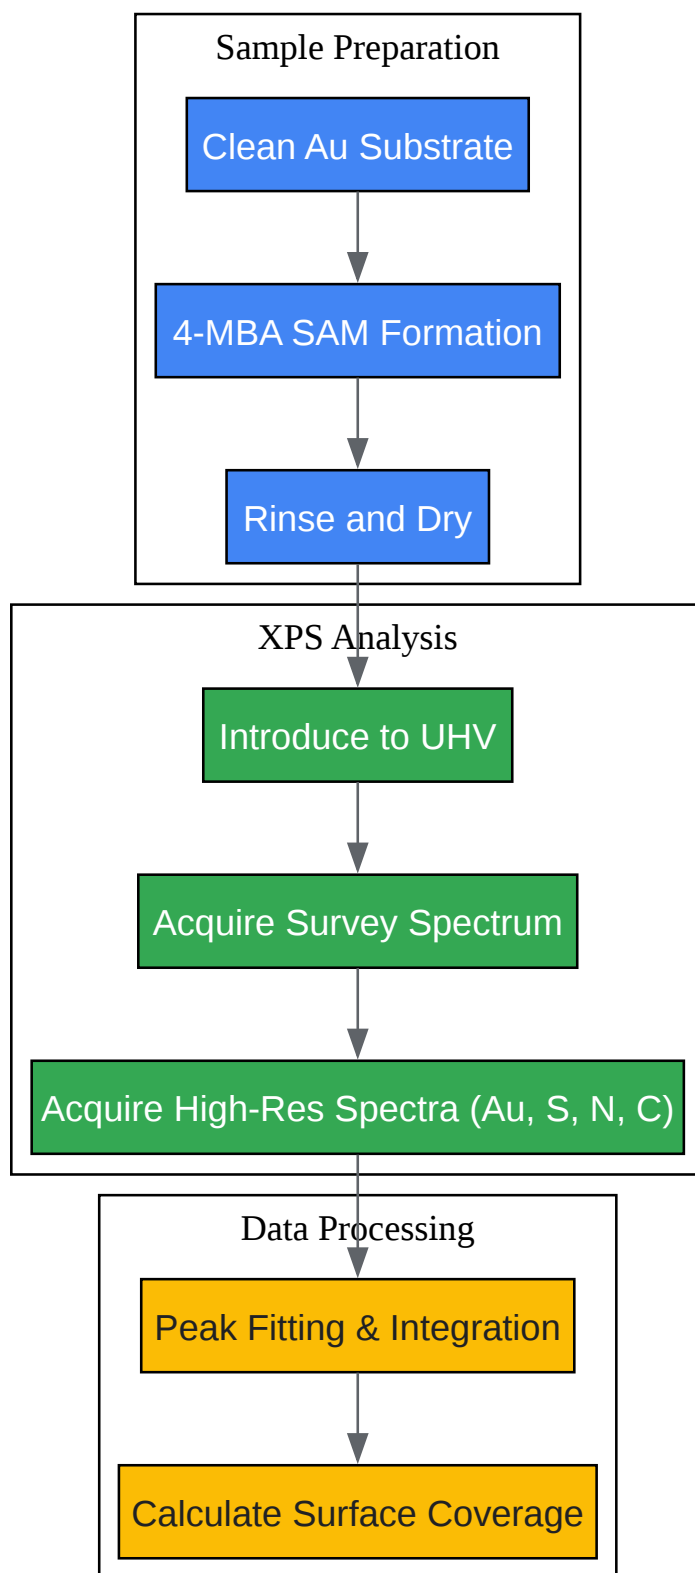 Sample Preparation
Clean Au Substrate
4-MBA SAM Formation
Rinse and Dry
XPS Analysis
Introduce to UHV
Acquire Survey Spectrum
Acquire High-Res Spectra (Au, S, N, C)
Data Processing
Peak Fitting & Integration
Calculate Surface Coverage